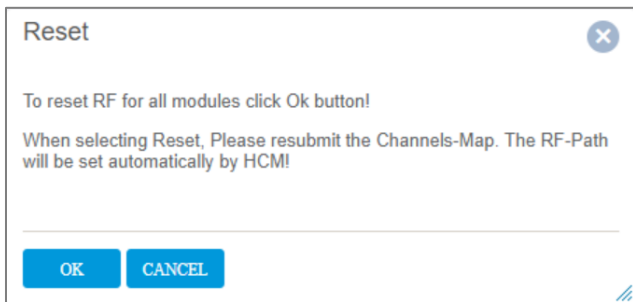 Reset
To reset RF for all modules click Ok button!
When selecting Reset, Please resubmit the Channels-Map. The RF-Path
will be set automatically by HCM!
OK
CANCEL